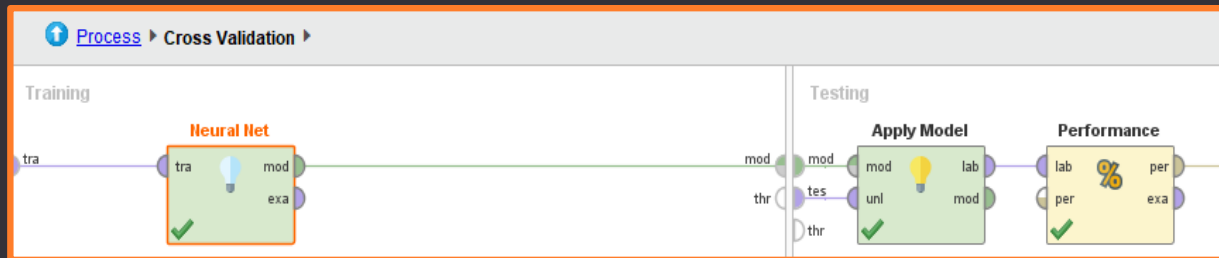 Process Cross Validation
Training
Testing
Neural Net
Apply Model
Performance
tra
tra
mod
mod
mod
mod
lab
lab
%
per
exa
thr
tes
unl
mod
per
exa
thr